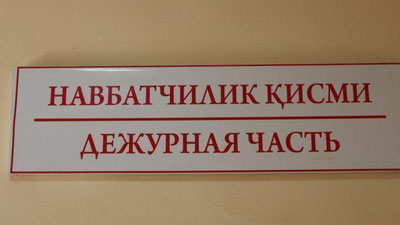 НАВБАТЧИЛИК ҚИСМИ
ДЕЖУРНАЯ ЧАСТЬ